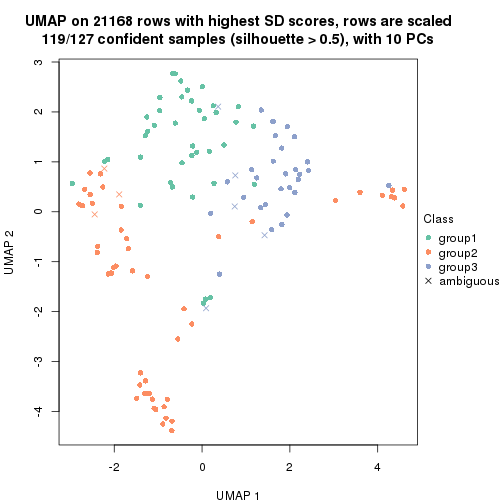 UMAP on 21168 rows with highest SD scores, rows are scaled
119/127 confident samples (silhouette > 0.5), with 10 PCs
3
2
1
0
-1
-2
-3
-4
UMAP 2
-2
0
2
4
UMAP 1
Class
group1
group2
group3
ambiguous